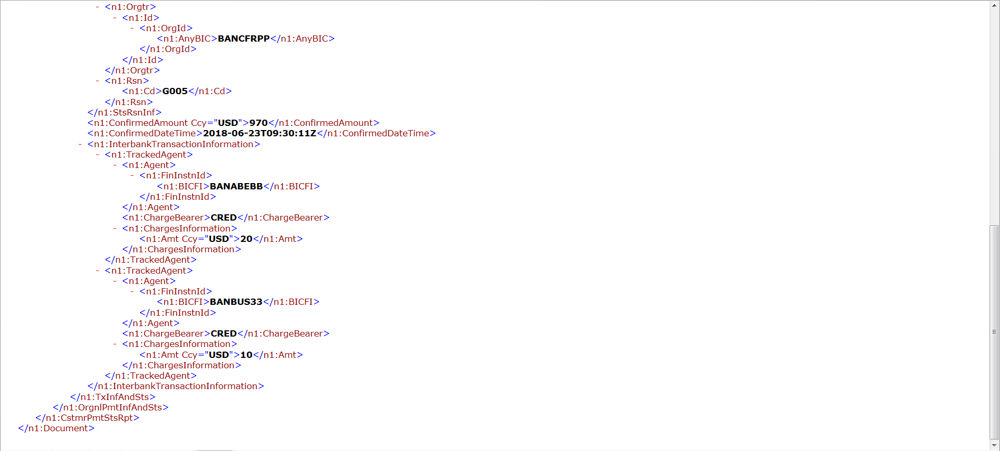 - <n1:Orgtr>
- <n1:Id>
- <n1:OrgId>
<n1:AnyBIC>BANCFRPP</n1:AnyBIC>
</n1:OrgId>
</n1:Id>
</n1:Orgtr>
- <n1:Rsn>
<n1:Cd>G005</n1:Cd>
</n1:Rsn>
</n1:StsRsnInf>
<n1:ConfirmedAmount Ccy="USD">970</n1:ConfirmedAmount>
<n1:ConfirmedDateTime>2018-06-23T09:30:11Z</n1:ConfirmedDateTime>
- <n1:InterbankTransactionInformation>
- <n1:TrackedAgent>
- <n1:Agent>
- <n1:FinInstnId>
<n1:BICFI>BANABEBB</n1:BICFI>
</n1:FinInstnId>
</n1:Agent>
<n1:ChargeBearer>CRED</n1:ChargeBearer>
- <n1:ChargesInformation>
<n1:Amt Ccy="USD">20</n1:Amt>
</n1:ChargesInformation>
</n1:TrackedAgent>
- <n1:TrackedAgent>
- <n1:Agent>
- <n1:FinInstnId>
<n1:BICFI>BANBUS33</n1:BICFI>
</n1:FinInstnId>
</n1:Agent>
<n1:ChargeBearer>CRED</n1:ChargeBearer>
- <n1:ChargesInformation>
<n1:Amt Ccy="USD">10</n1:Amt>
</n1:ChargesInformation>
</n1:TrackedAgent>
</n1:InterbankTransactionInformation>
</n1:TxInfAndSts>
</n1:OrgnlPmtInfAndSts>
</n1:CstmrPmtStsRpt>
</n1:Document>